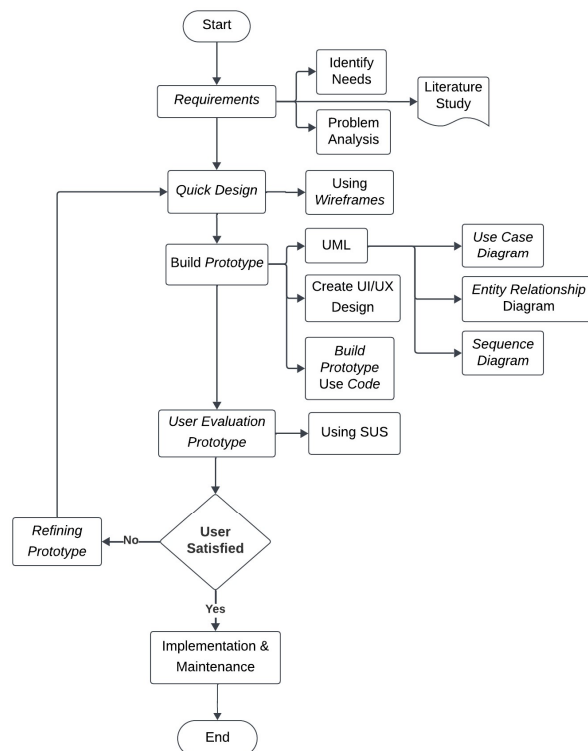 Start
Identify
Needs
Requirements
Literature
Study
Problem
Analysis
Quick Design
Using
Wireframes
Build Prototype
UML
Use Case
Diagram
Create UI/UX
Design
Entity Relationship
Diagram
Build
Prototype
Use Code
Sequence
Diagram
User Evaluation
Prototype
Using SUS
User
Satisfied
No
Refining
Prototype
Yes
Implementation &
Maintenance
End